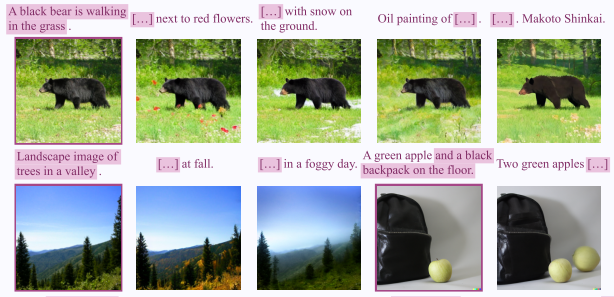 A black bear is walking
in the grass .
[…] next to red flowers.
[…] with snow on
the ground.
Oil painting of […] .
[…] . Makoto Shinkai.
Landscape image of
trees in a valley .
[…] at fall.
[…] in a foggy day.
A green apple and a black
backpack on the floor.
Two green apples […]